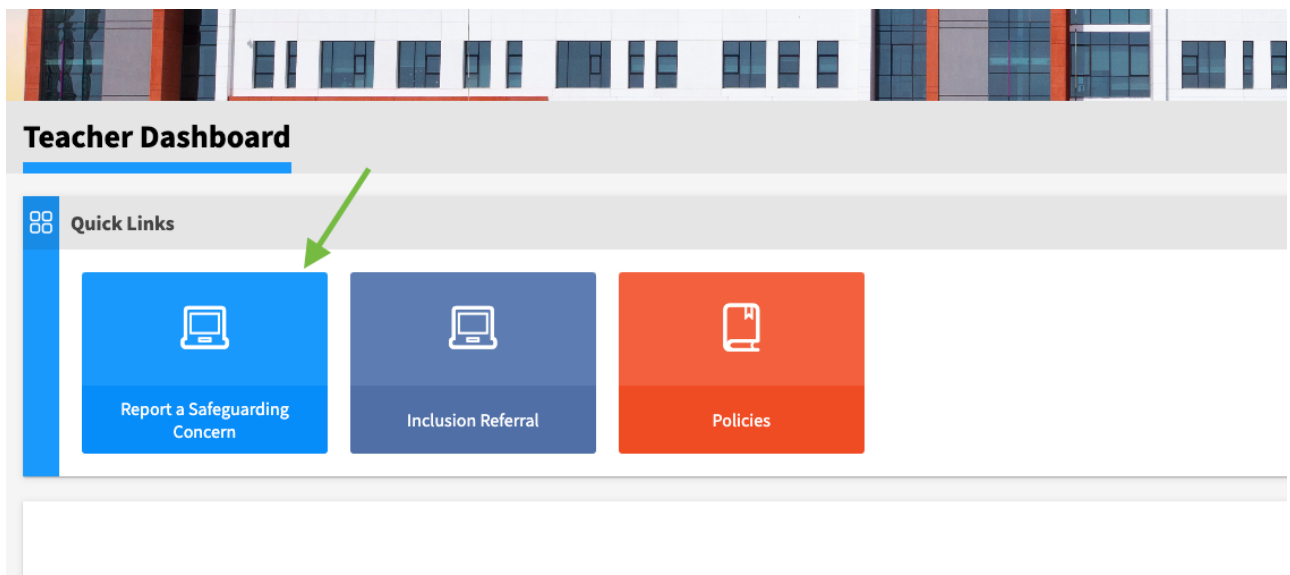 Teacher Dashboard
Quick Links
Report a Safeguarding
Concern
Inclusion Referral
Policies